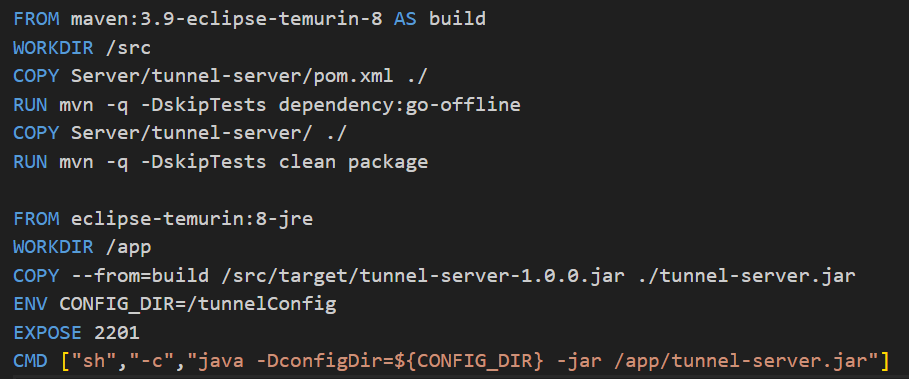 FROM maven:3.9-eclipse-temurin-8 AS build
WORKDIR /src
COPY Server/tunnel-server/pom.xml ./
RUN mvn -q -DskipTests dependency:go-offline
COPY Server/tunnel-server/ ./
RUN mvn -q -DskipTests clean package

FROM eclipse-temurin:8-jre
WORKDIR /app
COPY --from=build /src/target/tunnel-server-1.0.0.jar ./tunnel-server.jar
ENV CONFIG_DIR=/tunnelConfig
EXPOSE 2201
CMD ["sh","-c","java -DconfigDir=${CONFIG_DIR} -jar /app/tunnel-server.jar"]